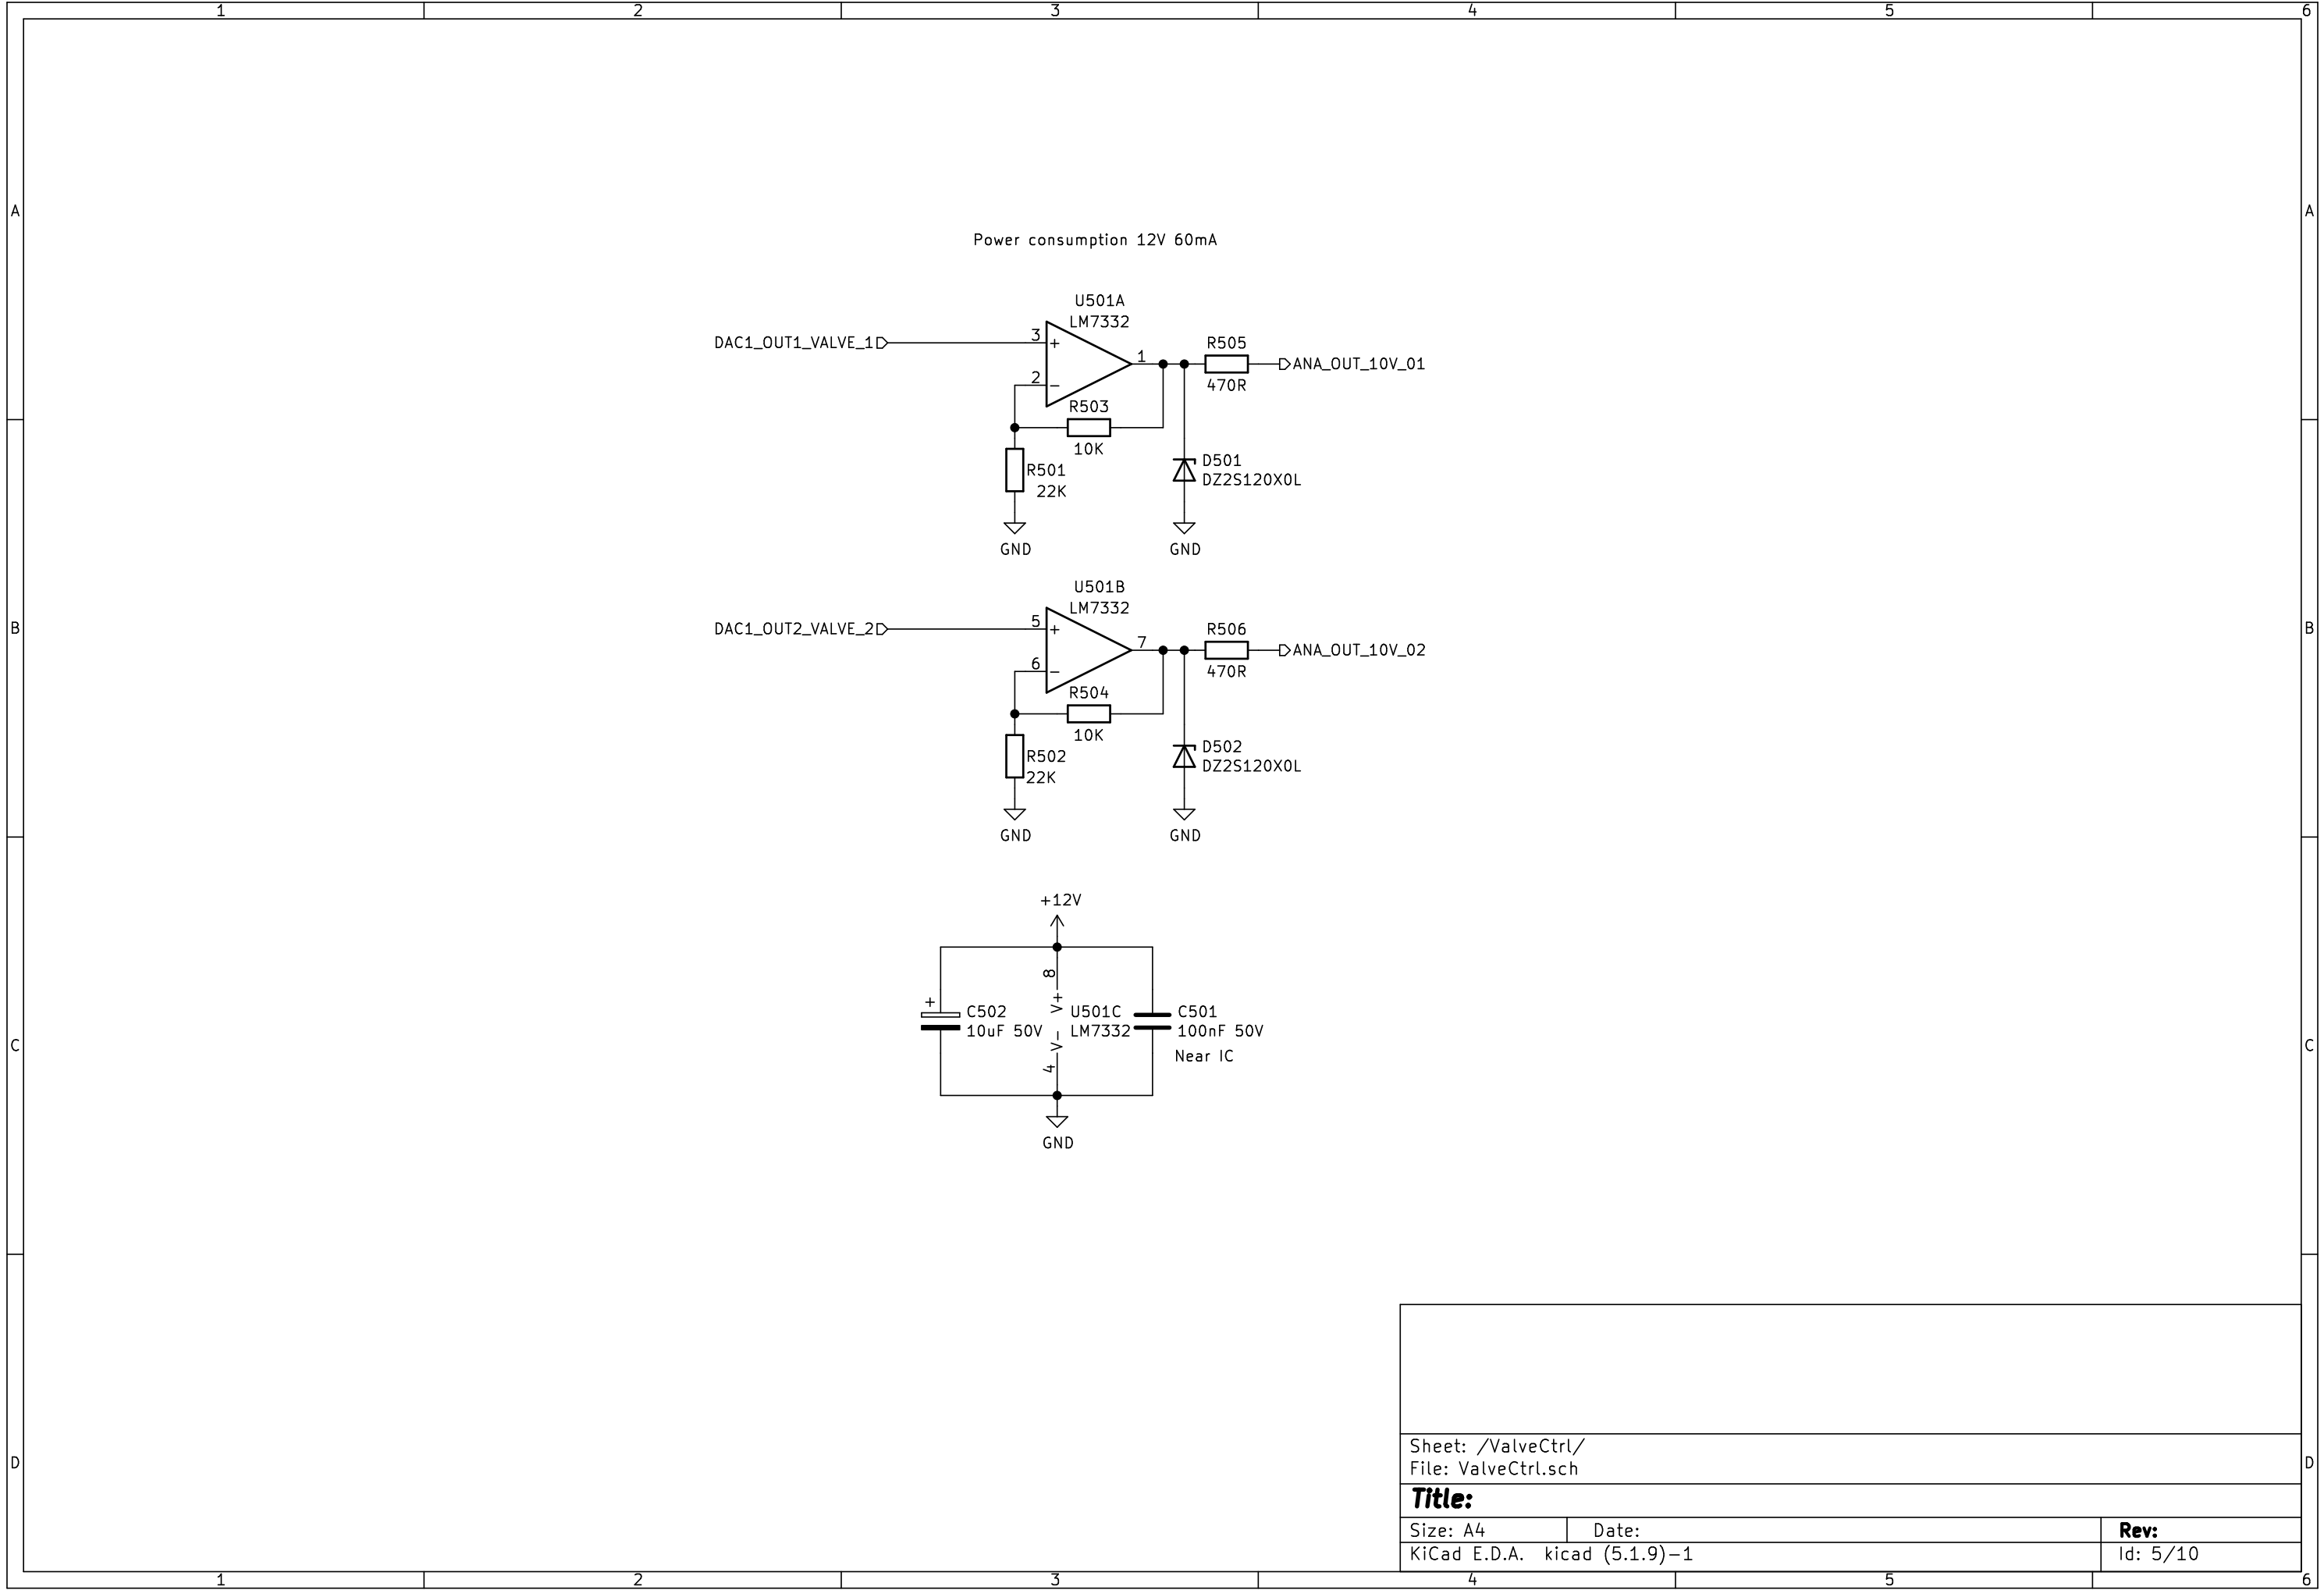 1 2 3 4 5 6
A A
Power consumption 12V 60mA
U501A
LM7332
DAC1_OUT1_VALVE_1
3
+
1
2
−
R505
470R
ANA_OUT_10V_01
R503
10K
R501
22K
D501
DZ2S120X0L
GND GND
U501B
LM7332
B B
DAC1_OUT2_VALVE_2
5
+
7
6
−
R506
470R
ANA_OUT_10V_02
R504
10K
R502
22K
D502
DZ2S120X0L
GND GND
+12V
8
V+
+
C502
10uF 50V
U501C
LM7332
C501
100nF 50V
Near IC
V−
4
C C
GND
Sheet: /ValveCtrl/
File: ValveCtrl.sch
D D
Title:
Size: A4 Date: Rev:
KiCad E.D.A. kicad (5.1.9)−1 Id: 5/10
1 2 3 4 5 6